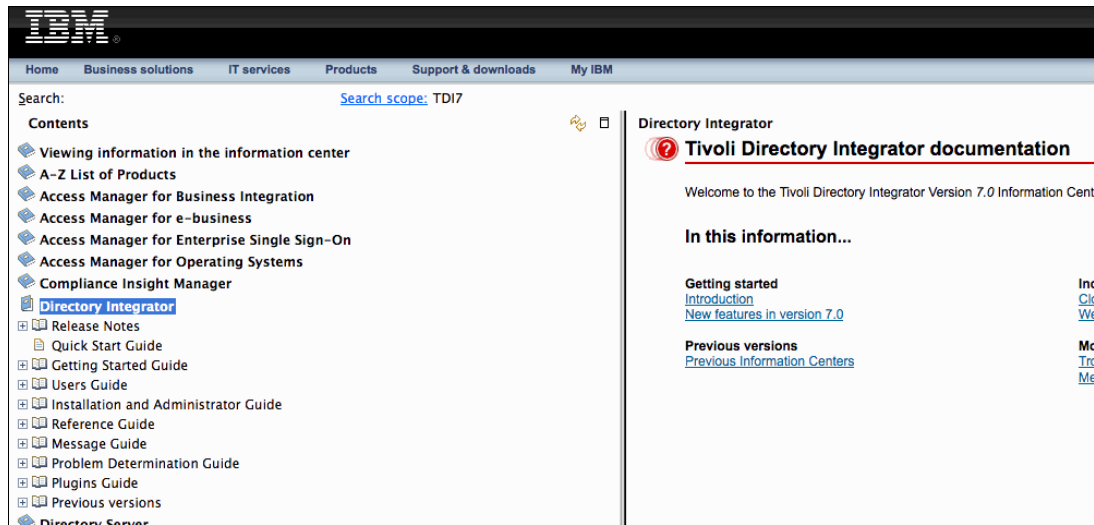 IBM®
Home Business solutions IT services Products Support & downloads My IBM
Search: Search scope: TDI7
Contents
Viewing information in the information center
A-Z List of Products
Access Manager for Business Integration
Access Manager for e-business
Access Manager for Enterprise Single Sign-On
Access Manager for Operating Systems
Compliance Insight Manager
Directory Integrator
Release Notes
Quick Start Guide
Getting Started Guide
Users Guide
Installation and Administrator Guide
Reference Guide
Message Guide
Problem Determination Guide
Plugins Guide
Previous versions
Directory Server
Directory Integrator
Tivoli Directory Integrator documentation
Welcome to the Tivoli Directory Integrator Version 7.0 Information Cent
In this information...
Getting started
Introduction
New features in version 7.0
Previous versions
Previous Information Centers